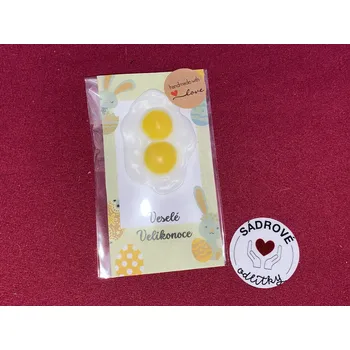 handmade with
Love
Veselé
Velikonoce
SÁDROVÉ
odlitky